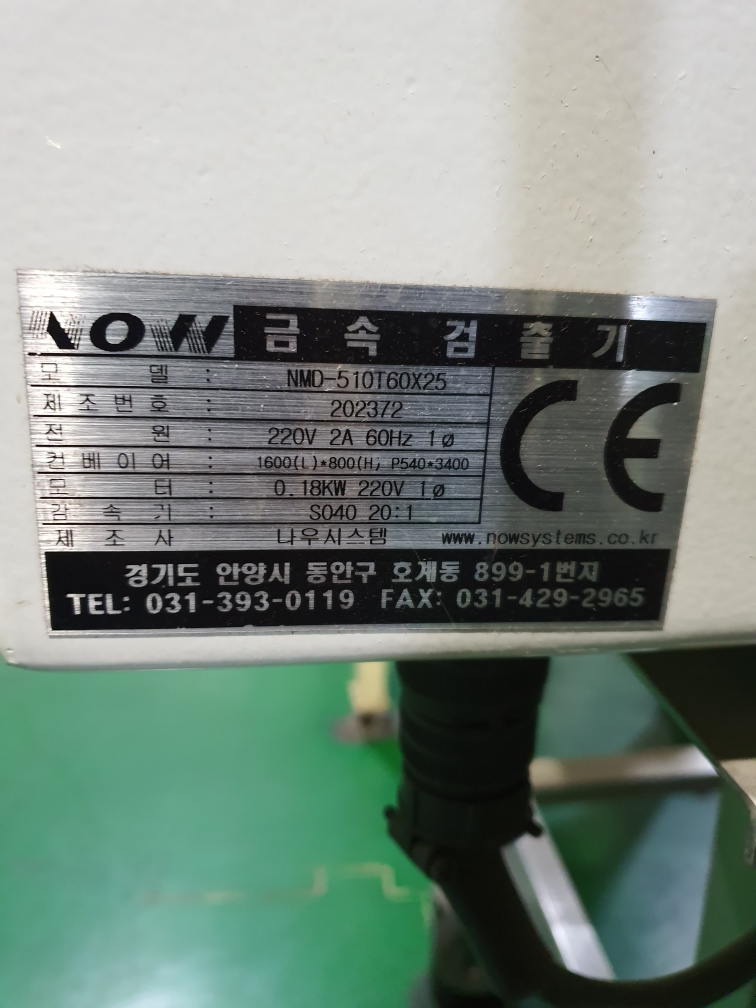 NOW 금속검출기
모델 : NMD-510T60X25
제조번호 : 202372
전원 : 220V 2A 60Hz 1ø
컨베이어 : 1600(L)*800(H, P540*3400
모터 : 0.18KW 220V 1ø
감속기 : S040 20:1
제조사 나우시스템 www.nowsystems.co.kr
CE
경기도 안양시 동안구 호계동 899-1번지
TEL: 031-393-0119 FAX: 031-429-2965